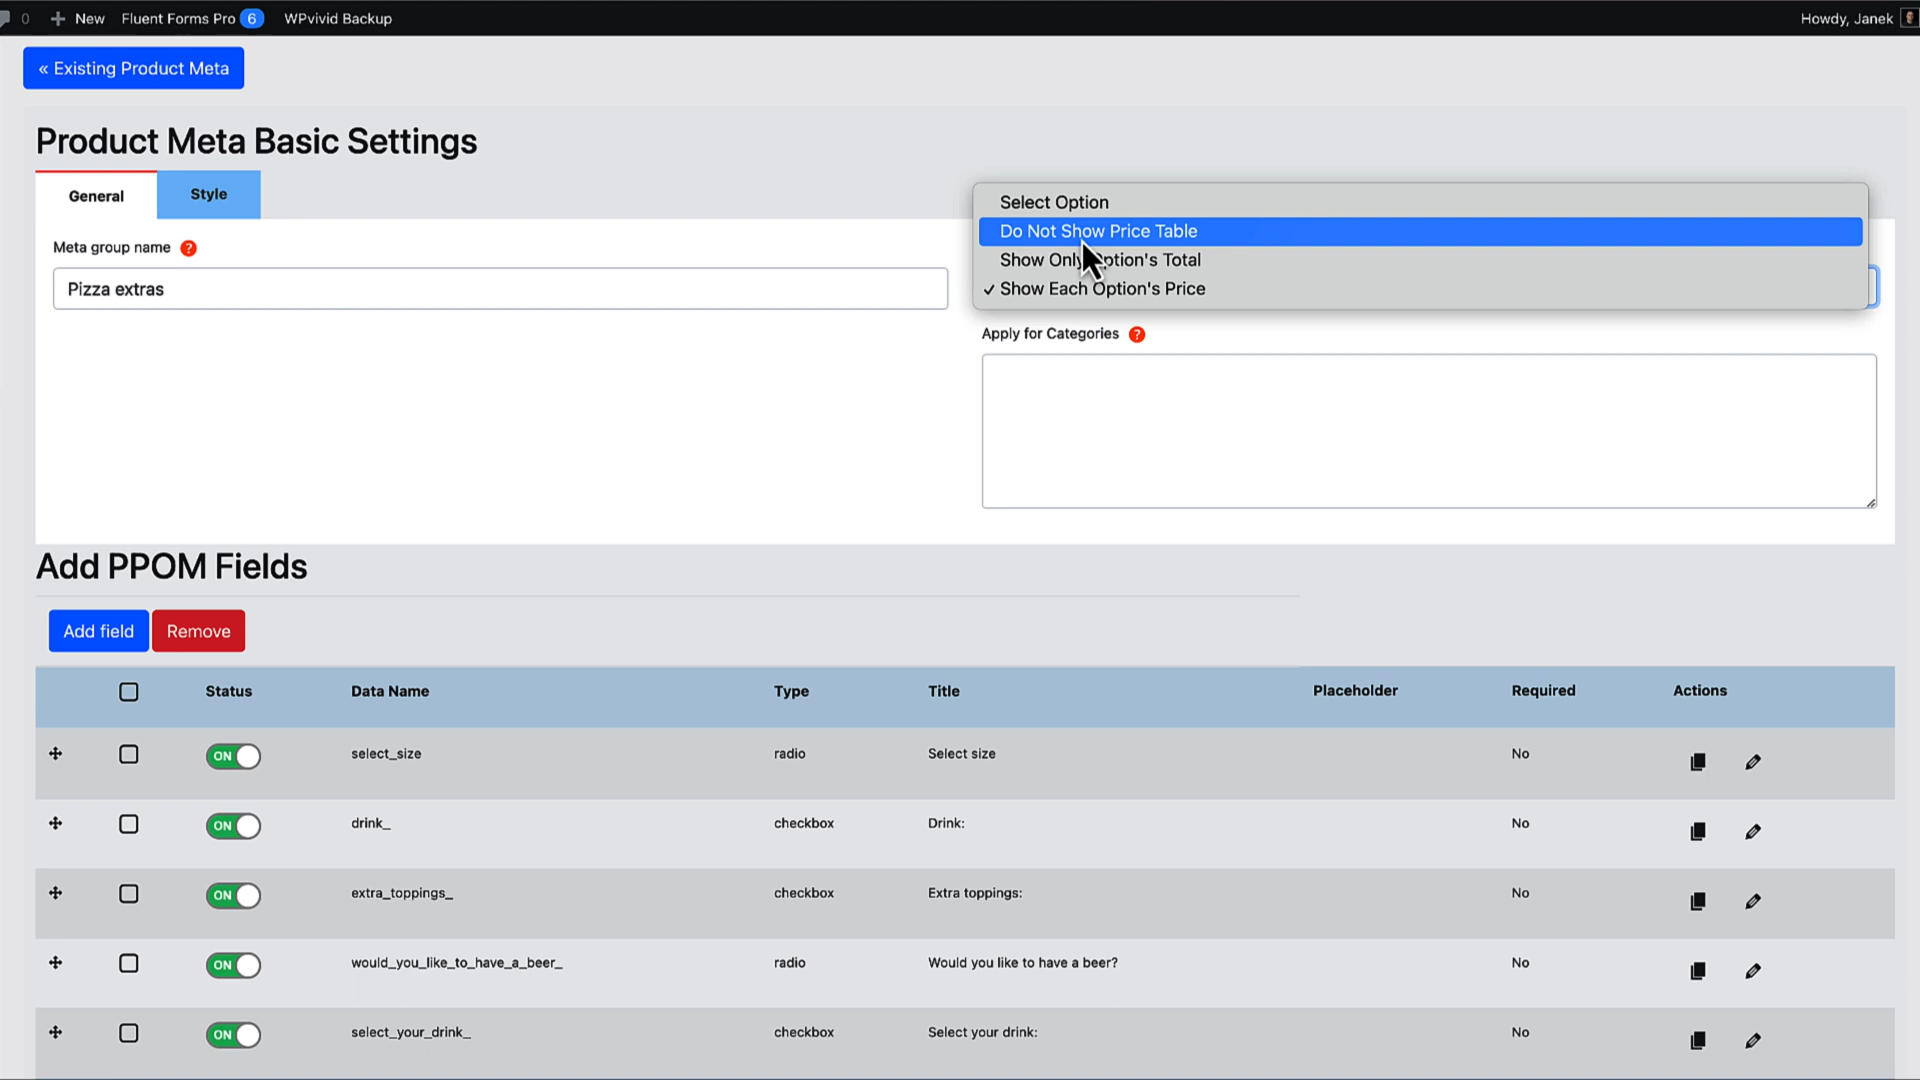 0 New Fluent Forms Pro 6 WPvivid Backup Howdy, Janek
« Existing Product Meta
Product Meta Basic Settings
General Style
Select Option
Do Not Show Price Table
Show Only Option's Total
✓ Show Each Option's Price
Meta group name ?
Pizza extras
Apply for Categories ?
Add PPOM Fields
Add field Remove
Status Data Name Type Title Placeholder Required Actions
ON select_size radio Select size No
ON drink_ checkbox Drink: No
ON extra_toppings_ checkbox Extra toppings: No
ON would_you_like_to_have_a_beer_ radio Would you like to have a beer? No
ON select_your_drink_ checkbox Select your drink: No